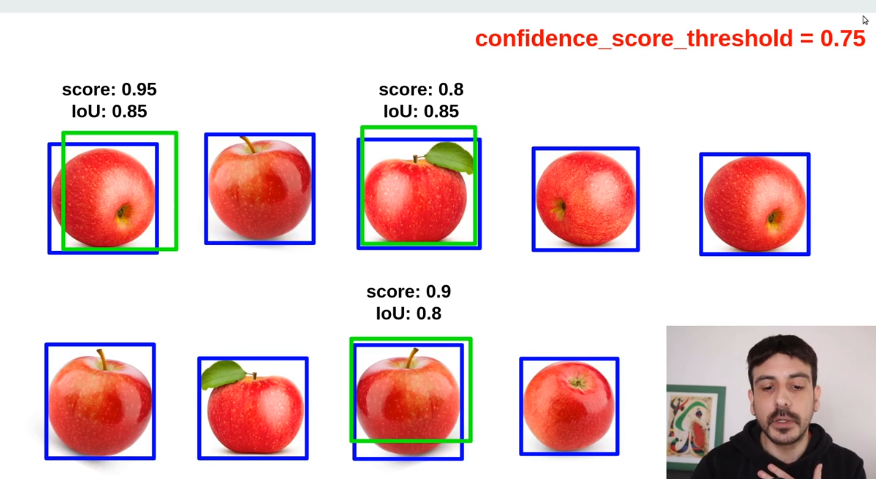 confidence_score_threshold = 0.75
score: 0.95
IoU: 0.85
score: 0.8
IoU: 0.85
score: 0.9
IoU: 0.8